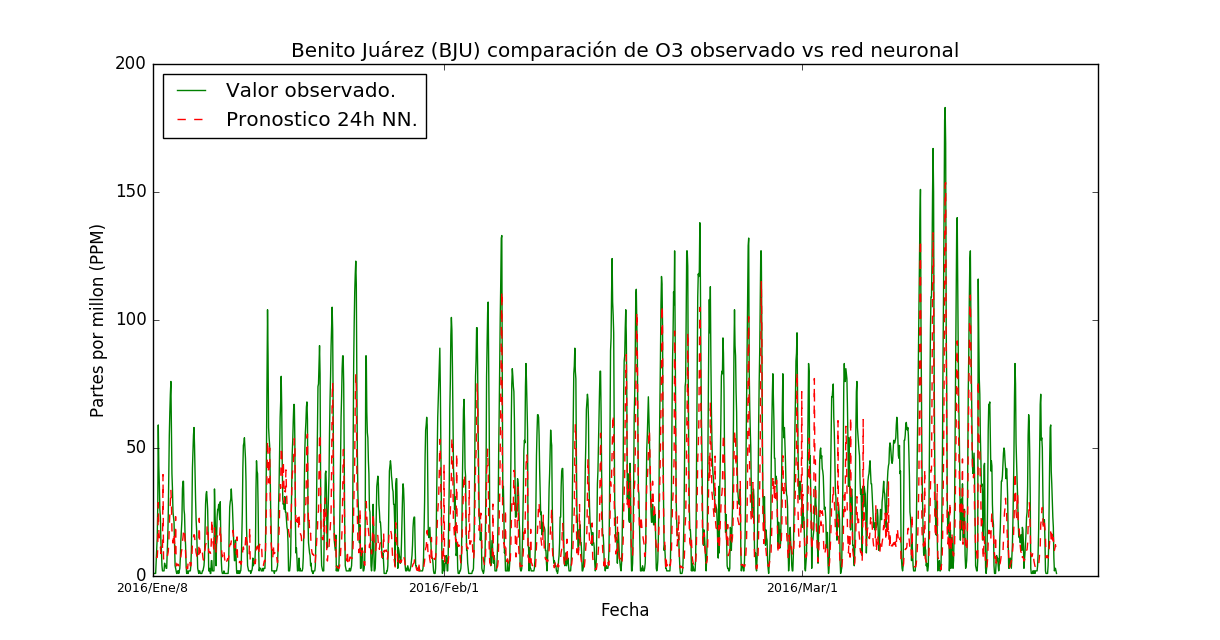 Benito Juárez (BJU) comparación de O3 observado vs red neuronal
200
Valor observado.
Pronostico 24h NN.
150
100
50
0
Partes por millon (PPM)
2016/Ene/8
2016/Feb/1
2016/Mar/1
Fecha